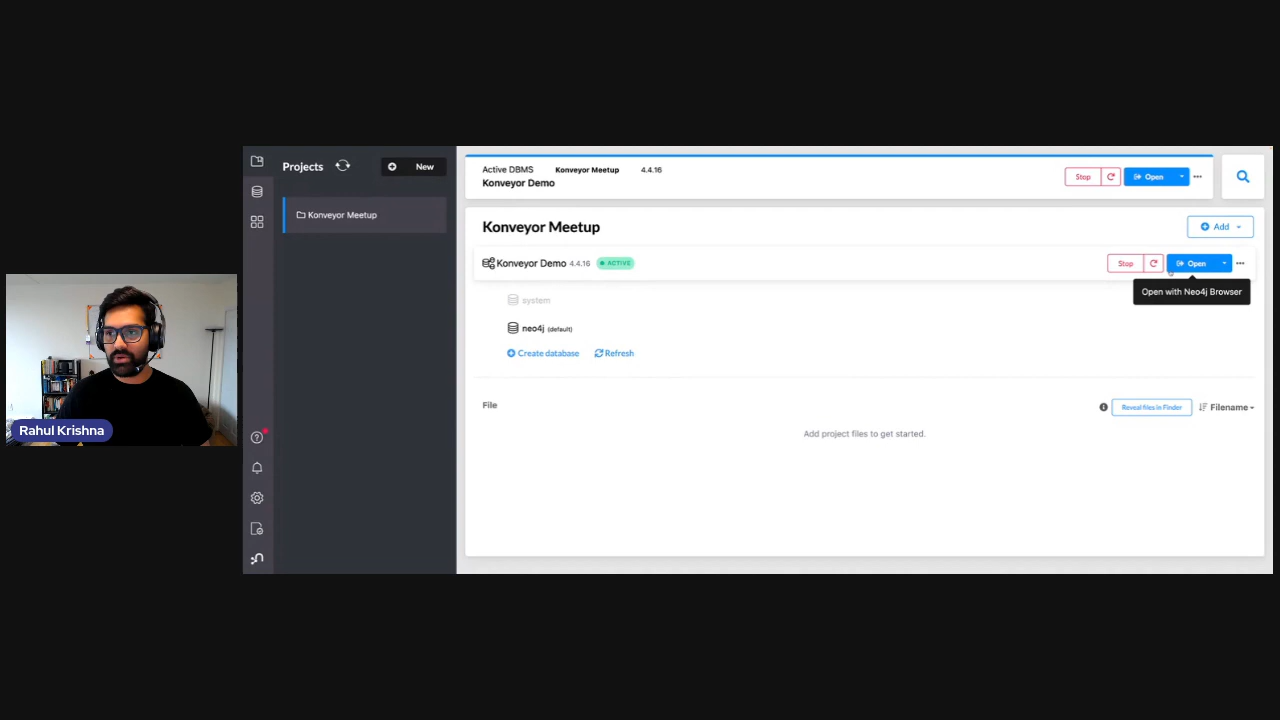 Projects
New
Konveyor Meetup
Active DBMS Konveyor Meetup 4.4.16
Konveyor Demo
Stop Open
Konveyor Meetup
Add
Konveyor Demo 4.4.16 ACTIVE
Stop Open
Open with Neo4j Browser
system
neo4j (default)
Create database Refresh
File
Reveal files in Finder Filename
Add project files to get started.
Rahul Krishna